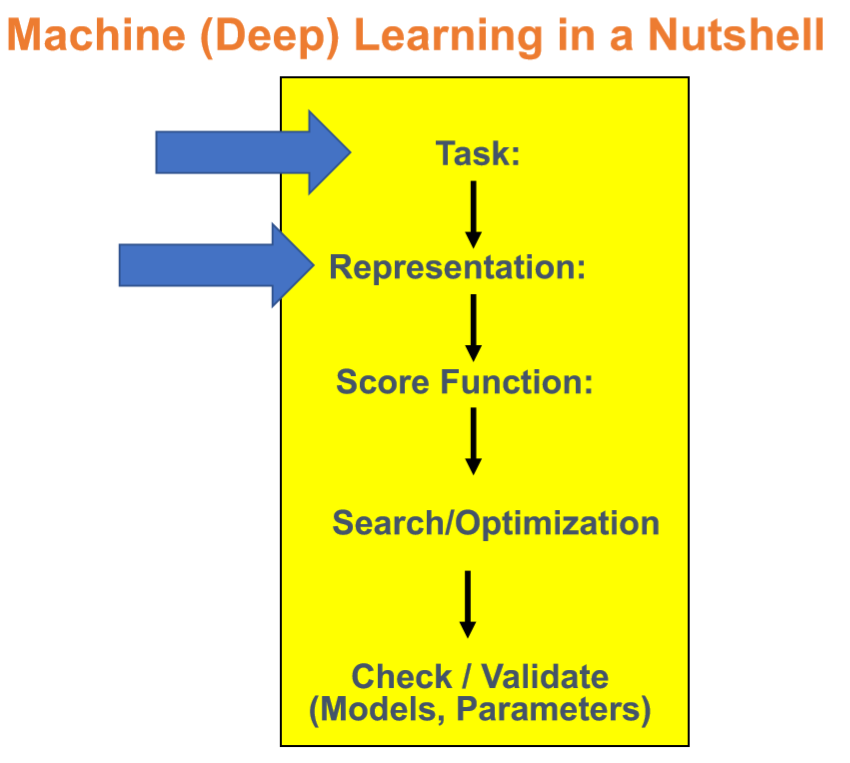 Machine (Deep) Learning in a Nutshell
Task:
Representation:
Score Function:
Search/Optimization
Check / Validate
(Models, Parameters)